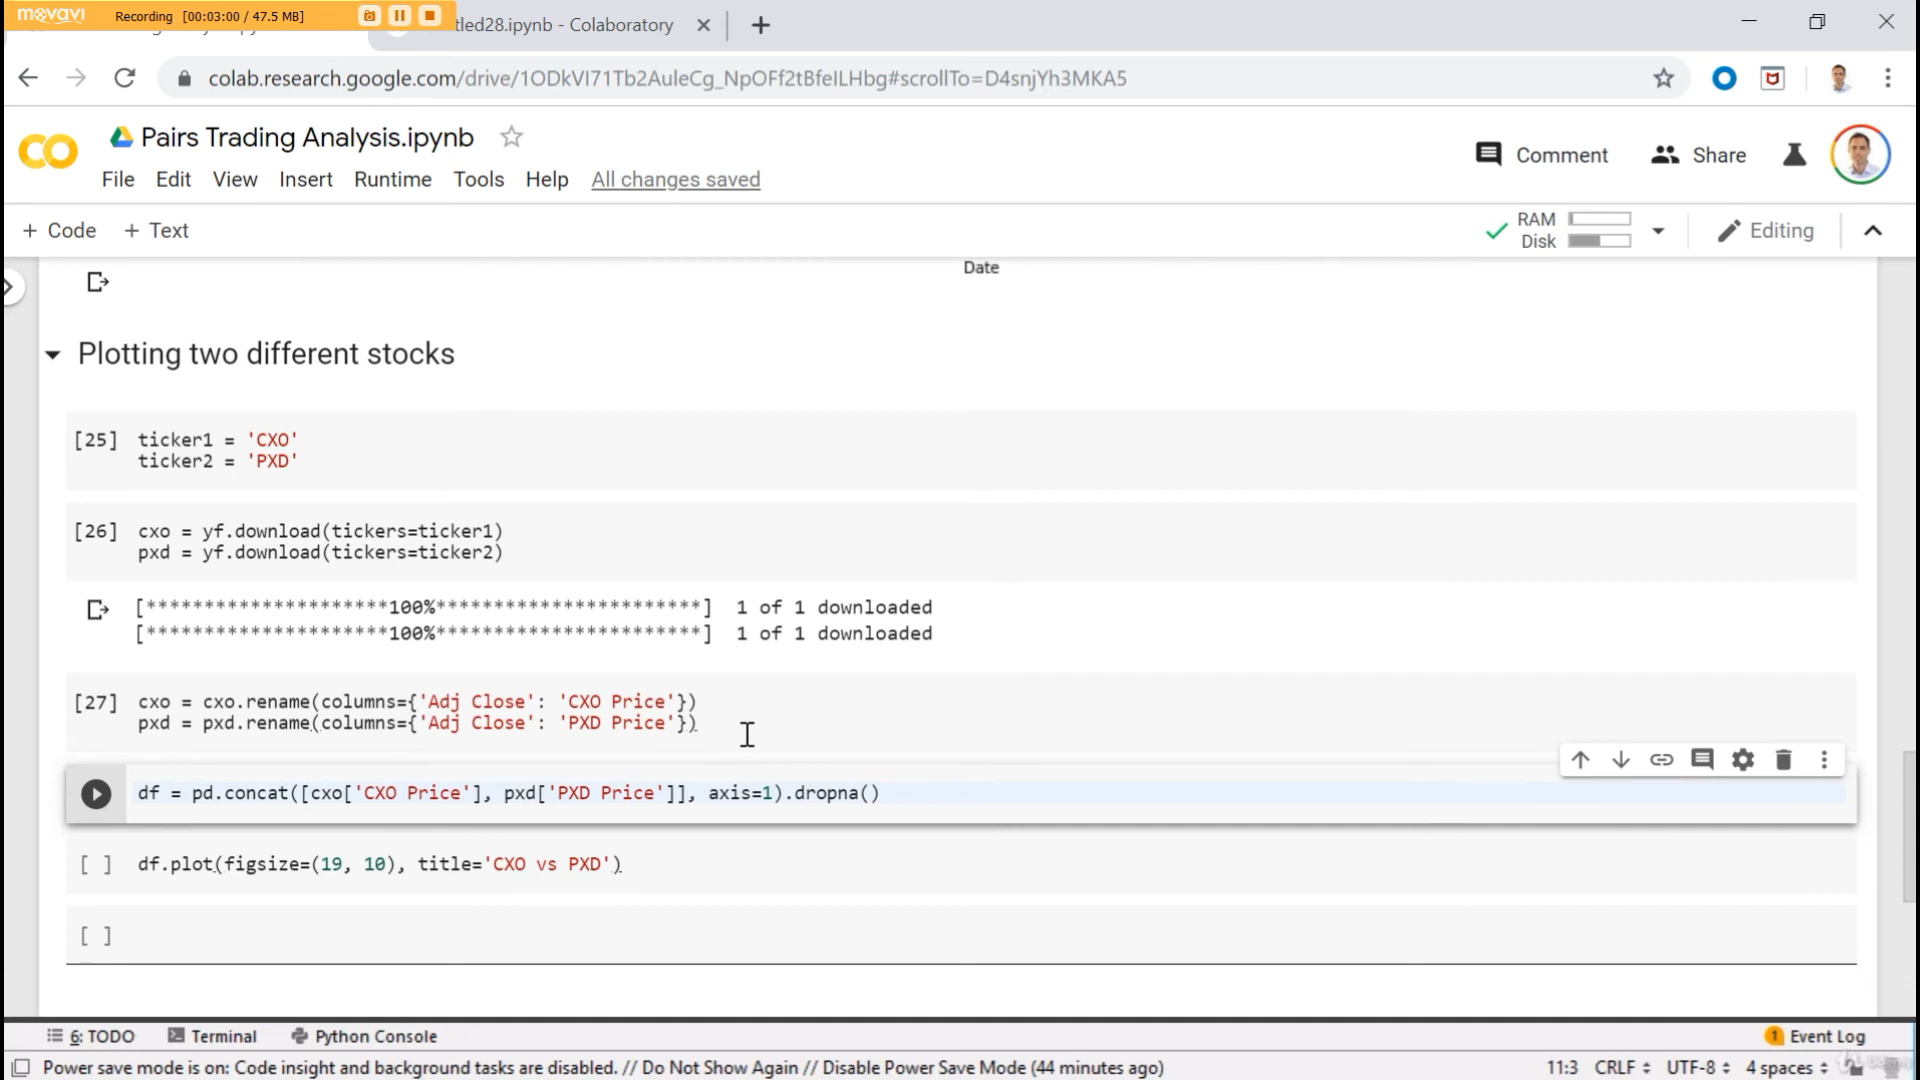 movavi Recording [00:03:00 / 47.5 MB]
tled28.ipynb - Colaboratory
colab.research.google.com/drive/1ODkVI71Tb2AuleCg_NpOFf2tBfeILHbg#scrollTo=D4snjYh3MKA5
Pairs Trading Analysis.ipynb
Comment Share
File Edit View Insert Runtime Tools Help All changes saved
+ Code + Text
RAM
Disk
Editing
Date
Plotting two different stocks
[25] ticker1 = 'CXO'
ticker2 = 'PXD'
[26] cxo = yf.download(tickers=ticker1)
pxd = yf.download(tickers=ticker2)
[*********************100%***********************] 1 of 1 downloaded
[*********************100%***********************] 1 of 1 downloaded
[27] cxo = cxo.rename(columns={'Adj Close': 'CXO Price'})
pxd = pxd.rename(columns={'Adj Close': 'PXD Price'})
df = pd.concat([cxo['CXO Price'], pxd['PXD Price']], axis=1).dropna()
[ ] df.plot(figsize=(19, 10), title='CXO vs PXD')
[ ]
6: TODO Terminal Python Console 1 Event Log
Power save mode is on: Code insight and background tasks are disabled. // Do Not Show Again // Disable Power Save Mode (44 minutes ago) 11:3 CRLF UTF-8 4 spaces